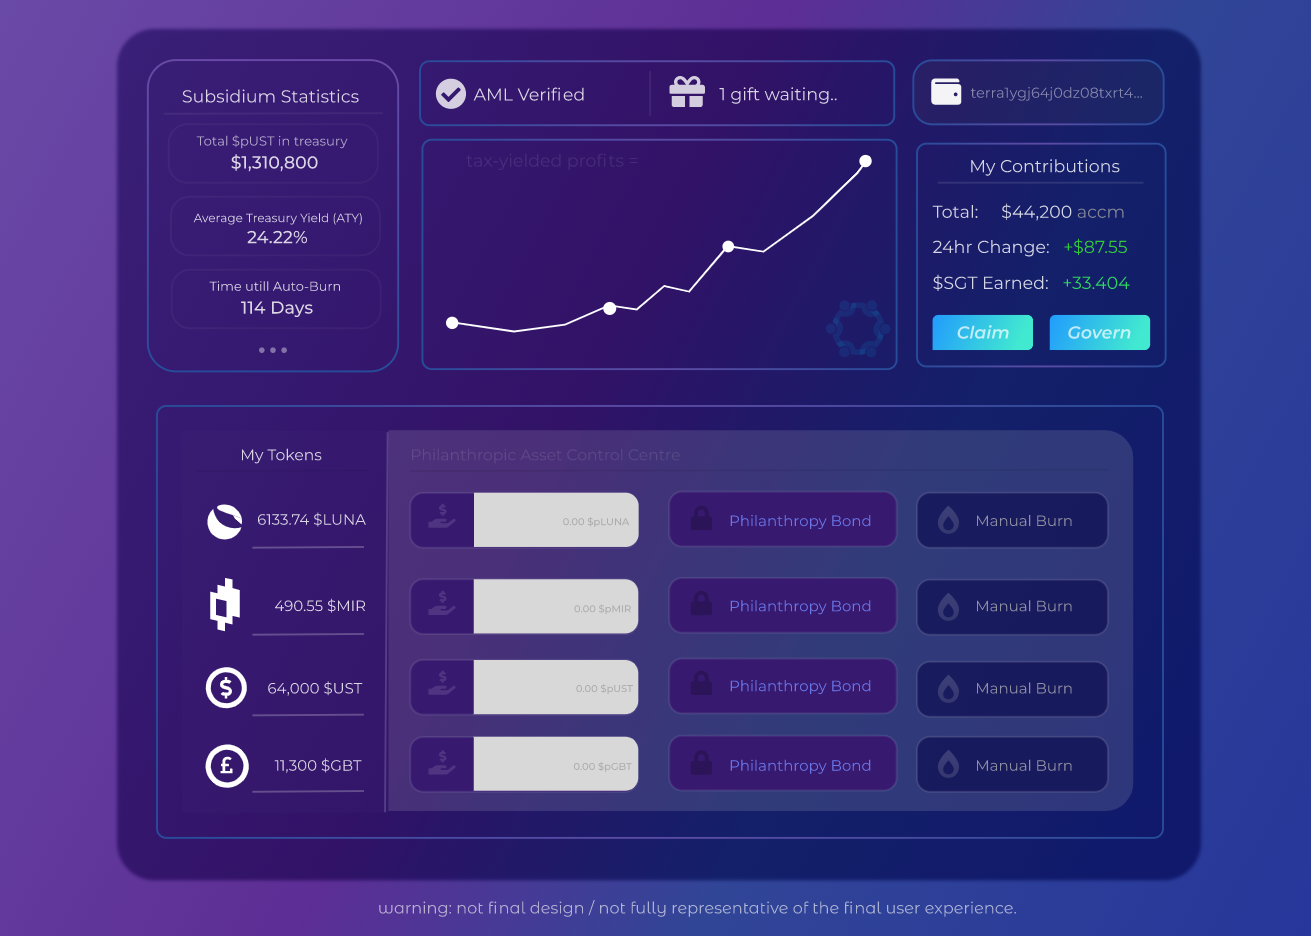 Subsidium Statistics
Total $pUST in treasury
$1,310,800
Average Treasury Yield (ATY)
24.22%
Time utill Auto-Burn
114 Days
AML Verified
1 gift waiting..
terra1ygj64j0dz08txrt4...
tax-yielded profits =
My Contributions
Total: $44,200 accm
24hr Change: +$87.55
$SGT Earned: +33.404
Claim Govern
My Tokens
Philanthropic Asset Control Centre
6133.74 $LUNA 0.00 $pLUNA Philanthropy Bond Manual Burn
490.55 $MIR 0.00 $pMIR Philanthropy Bond Manual Burn
64,000 $UST 0.00 $pUST Philanthropy Bond Manual Burn
11,300 $GBT 0.00 $pGBT Philanthropy Bond Manual Burn
warning: not final design / not fully representative of the final user experience.